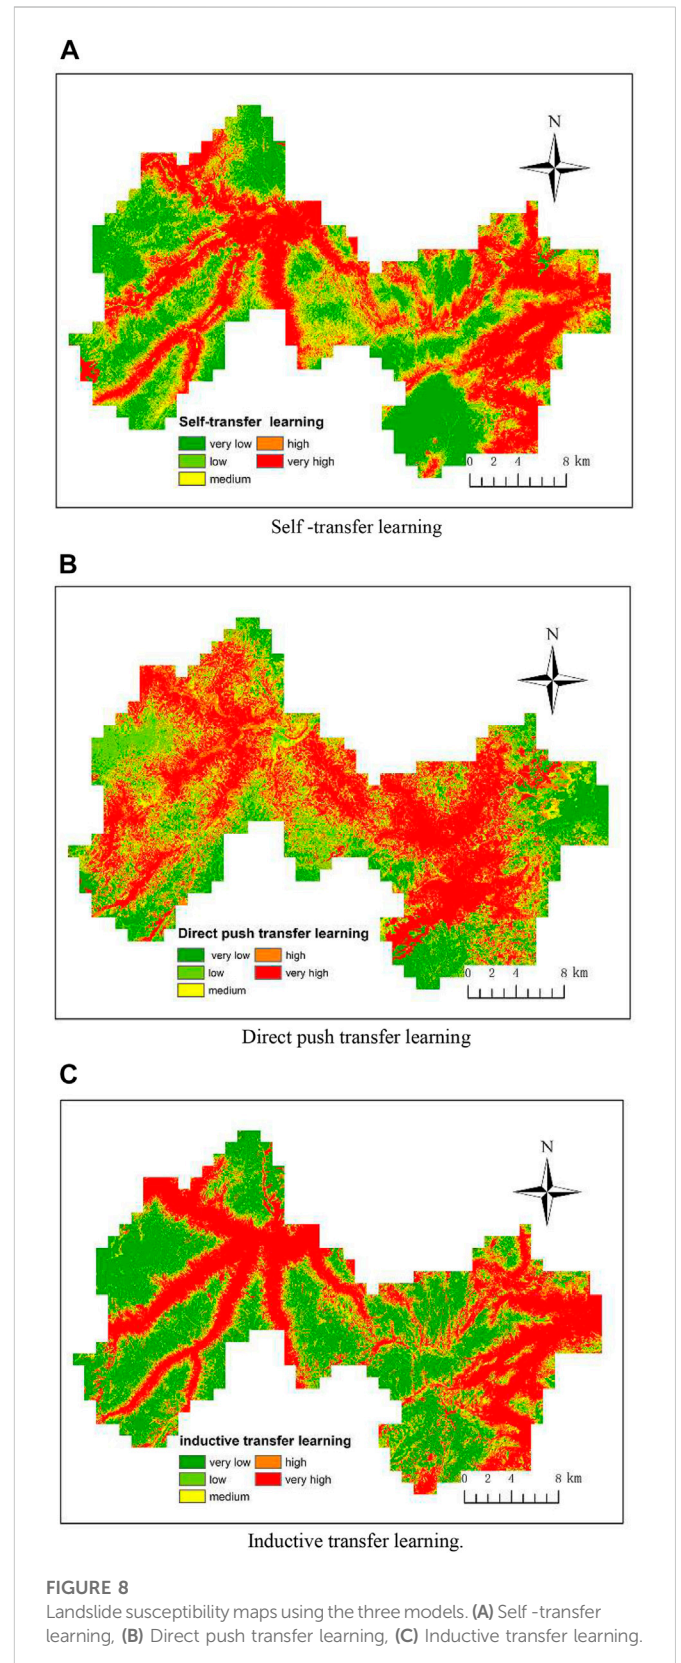 A
N
Self-transfer learning
very low
high
low
very high
medium
0 2 4 8 km
Self -transfer learning
B
N
Direct push transfer learning
very low
high
low
very high
medium
0 2 4 8 km
Direct push transfer learning
C
N
inductive transfer learning
very low
high
low
very high
medium
0 2 4 8 km
Inductive transfer learning.
FIGURE 8
Landslide susceptibility maps using the three models. (A) Self -transfer
learning, (B) Direct push transfer learning, (C) Inductive transfer learning.